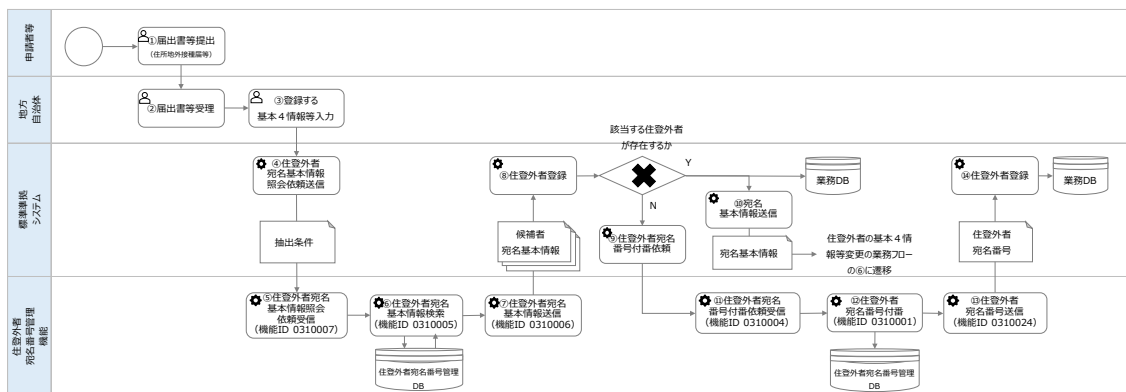 申請者等
①届出書等提出
（住所地外接種届等）
地方
自治体
②届出書等受理
③登録する
基本４情報等入力
標準準拠
システム
④住登外者
宛名基本情報
照会依頼送信
抽出条件
⑧住登外者登録
候補者
宛名基本情報
該当する住登外者
が存在するか
Y
N
⑨住登外者宛名
番号付番依頼
⑩宛名
基本情報送信
宛名基本情報
住登外者の基本４情
報等変更の業務フロー
の⑥に遷移
業務DB
⑭住登外者登録
住登外者
宛名番号
業務DB
住登外者
宛名番号管理
機能
⑤住登外者宛名
基本情報照会
依頼受信
（機能ID 0310007）
⑥住登外者宛名
基本情報検索
（機能ID 0310005）
住登外者宛名番号管理
DB
⑦住登外者宛名
基本情報送信
（機能ID 0310006）
⑪住登外者宛名
番号付番依頼受信
（機能ID 0310004）
⑫住登外者
宛名番号付番
（機能ID 0310001）
住登外者宛名番号管理
DB
⑬住登外者
宛名番号送信
（機能ID 0310024）